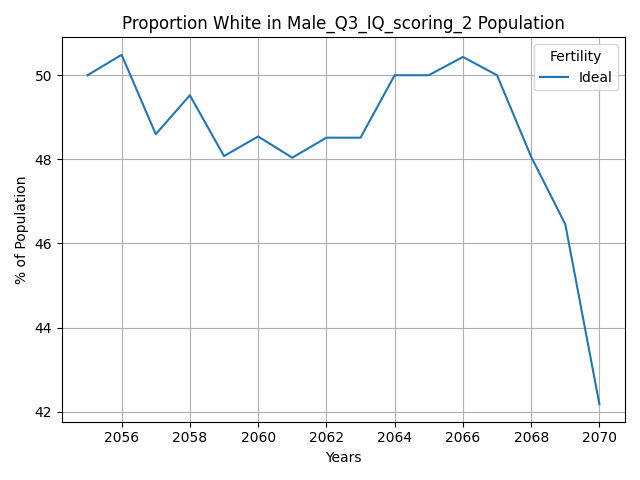 Proportion White in Male_Q3_IQ_scoring_2 Population
Fertility
Ideal
% of Population
50
48
46
44
42
2056 2058 2060 2062 2064 2066 2068 2070
Years